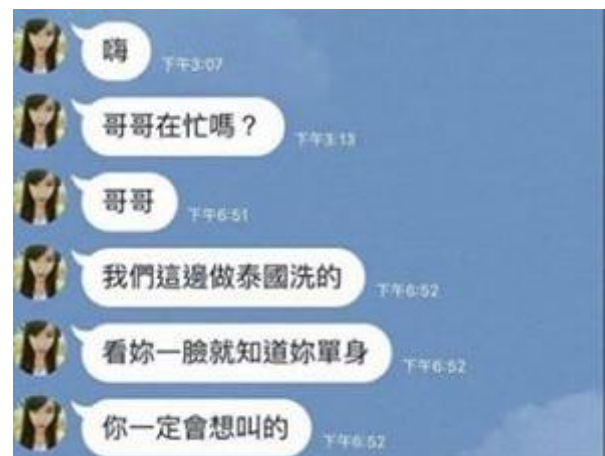 嗨
下午3:07
哥哥在忙嗎？
下午3:13
哥哥
下午6:51
我們這邊做泰國洗的
下午6:52
看妳一臉就知道妳單身
下午6:52
你一定會想叫的
下午6:52